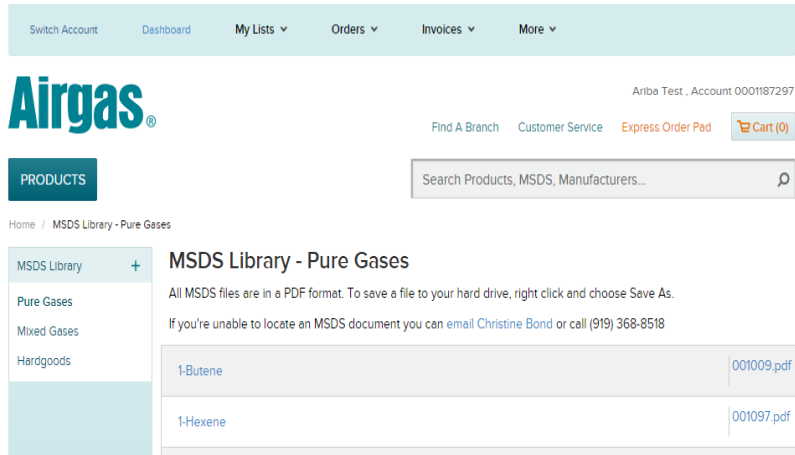 Switch Account Dashboard My Lists Orders Invoices More
Airgas®
Ariba Test , Account 0001187297
Find A Branch Customer Service Express Order Pad Cart (0)
PRODUCTS
Search Products, MSDS, Manufacturers...
Home / MSDS Library - Pure Gases
MSDS Library +
Pure Gases
Mixed Gases
Hardgoods
MSDS Library - Pure Gases
All MSDS files are in a PDF format. To save a file to your hard drive, right click and choose Save As.
If you're unable to locate an MSDS document you can email Christine Bond or call (919) 368-8518
1-Butene 001009.pdf
1-Hexene 001097.pdf